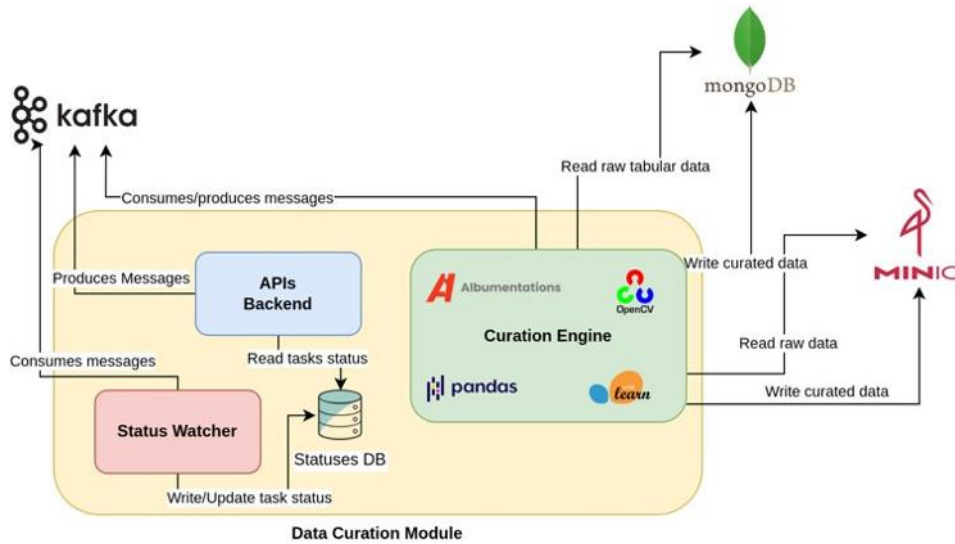 mongoDB
kafka
Read raw tabular data
Consumes/produces messages
MINIO
Produces Messages
APIs
Backend
Albumentations
OpenCV
Write curated data
Curation Engine
Read raw data
Read tasks status
Consumes messages
pandas
learn
Write curated data
Status Watcher
Statuses DB
Write/Update task status
Data Curation Module